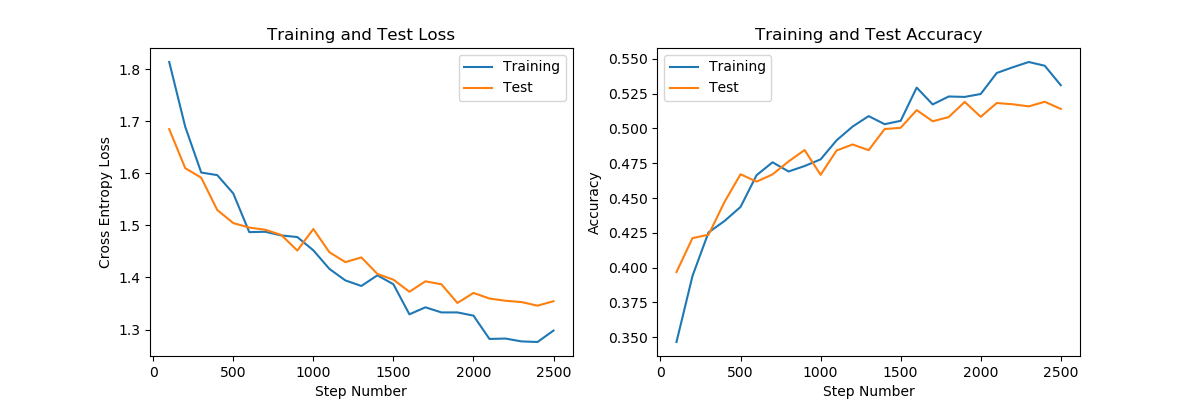 Training and Test Loss
Cross Entropy Loss
1.8
1.7
1.6
1.5
1.4
1.3
Training
Test
0 500 1000 1500 2000 2500
Step Number
Training and Test Accuracy
Accuracy
0.550
0.525
0.500
0.475
0.450
0.425
0.400
0.375
0.350
Training
Test
0 500 1000 1500 2000 2500
Step Number